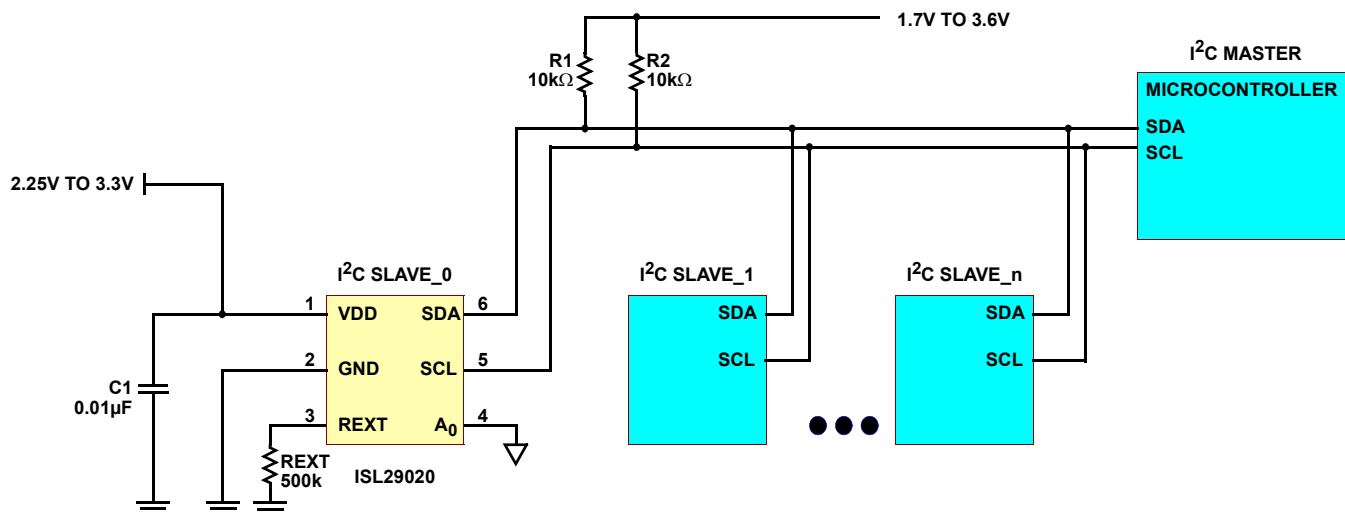 1.7V TO 3.6V
R1
10kΩ
R2
10kΩ
I²C MASTER
MICROCONTROLLER
SDA
SCL
2.25V TO 3.3V
I²C SLAVE_0
1 VDD SDA 6
2 GND SCL 5
3 REXT A₀ 4
C1
0.01µF
REXT
500k
ISL29020
I²C SLAVE_1
SDA
SCL
I²C SLAVE_n
SDA
SCL